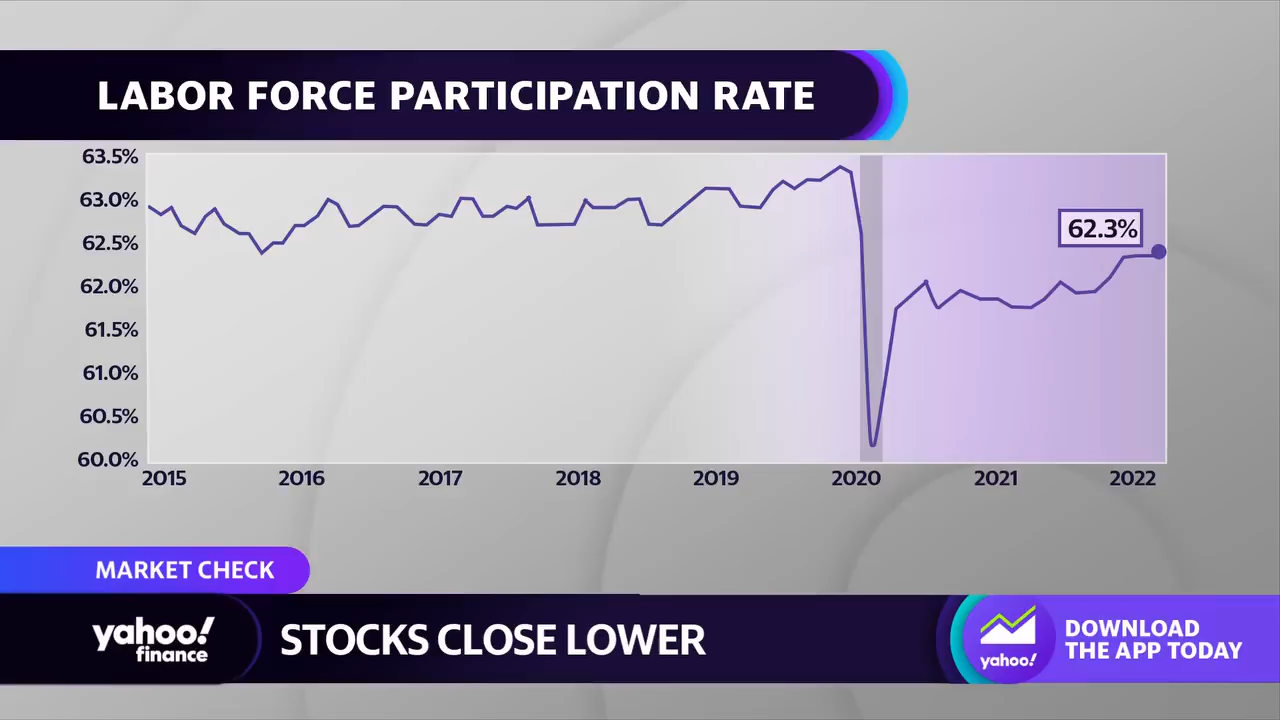 LABOR FORCE PARTICIPATION RATE
63.5%
63.0%
62.5%
62.0%
61.5%
61.0%
60.5%
60.0%
62.3%
2015 2016 2017 2018 2019 2020 2021 2022
MARKET CHECK
yahoo!
finance
STOCKS CLOSE LOWER
yahoo!
DOWNLOAD
THE APP TODAY